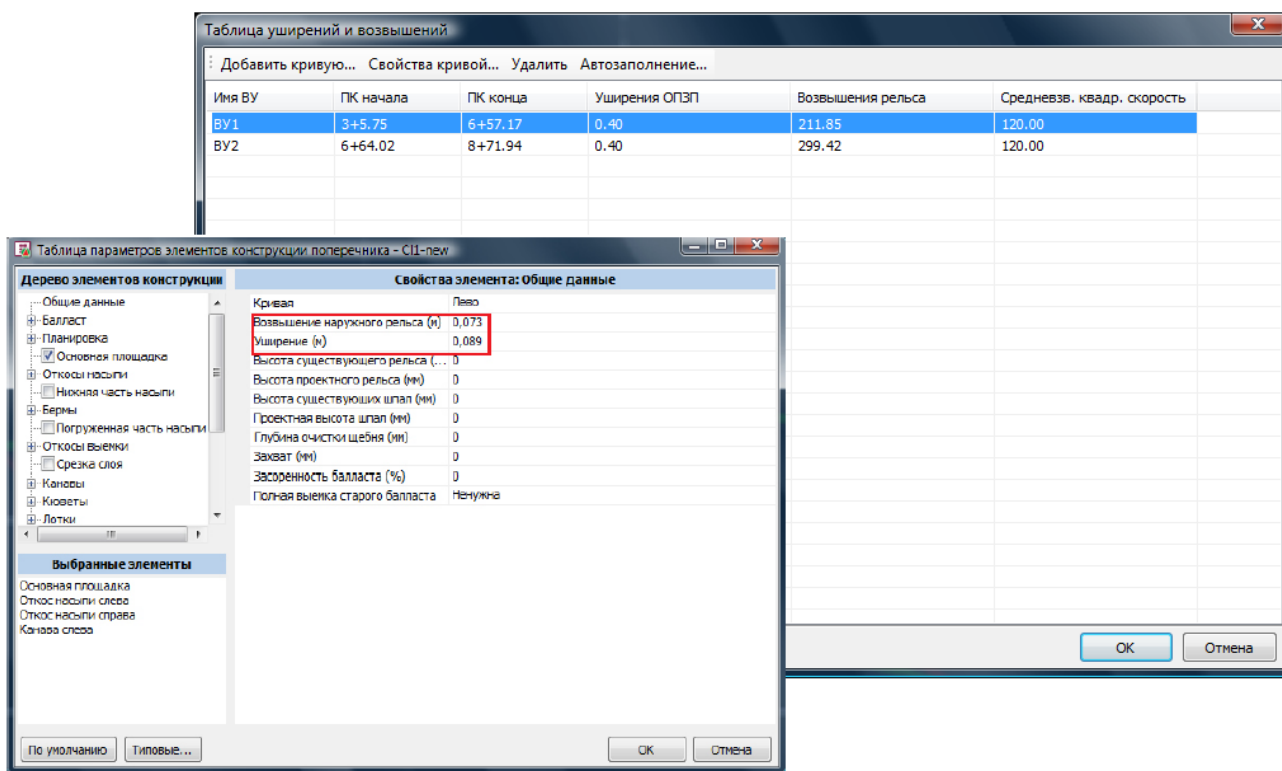 Таблица уширений и возвышений
Добавить кривую... Свойства кривой... Удалить Автозаполнение...
Имя ВУ ПК начала ПК конца Уширения ОПЗП Возвышения рельса Средневзв. квадр. скорость
ВУ1 3+5.75 6+57.17 0.40 211.85 120.00
ВУ2 6+64.02 8+71.94 0.40 299.42 120.00
OK Отмена
Таблица параметров элементов конструкции поперечника - Cl1-new
Дерево элементов конструкции
Общие данные
Балласт
Планировка
Основная площадка
Откосы насыпи
Нижняя часть насыпи
Бермы
Погруженная часть насыпи
Откосы выемки
Срезка слоя
Канавы
Кюветы
Лотки
Выбранные элементы
Основная площадка
Откос насыпи слева
Откос насыпи справа
Канава слева
Свойства элемента: Общие данные
Кривая Лево
Возвышение наружного рельса (м) 0,073
Уширение (м) 0,089
Высота существующего рельса (... 0
Высота проектного рельса (мм) 0
Высота существующих шпал (мм) 0
Проектная высота шпал (мм) 0
Глубина очистки щебня (мм) 0
Захват (мм) 0
Засоренность балласта (%) 0
Полная выемка старого балласта Ненужна
По умолчанию Типовые... OK Отмена